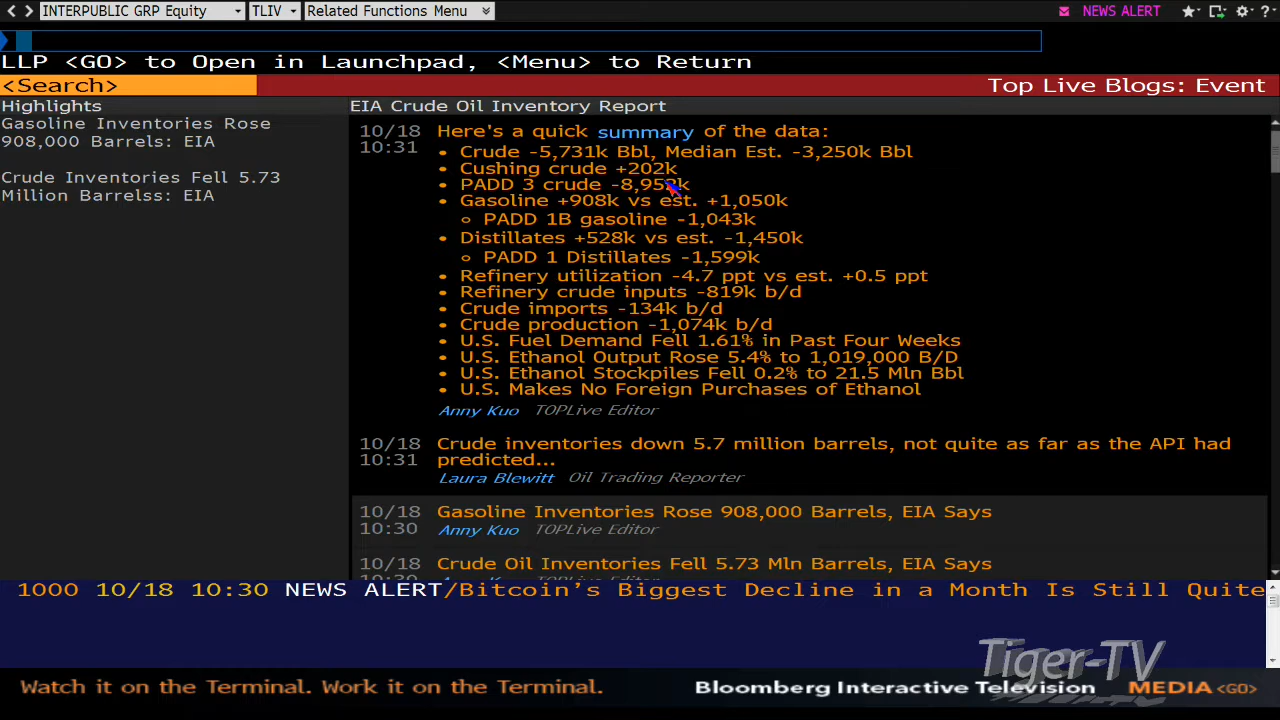 INTERPUBLIC GRP Equity TLIV Related Functions Menu NEWS ALERT ?
LLP <GO> to Open in Launchpad, <Menu> to Return
<Search> Top Live Blogs: Event
Highlights
Gasoline Inventories Rose
908,000 Barrels: EIA
Crude Inventories Fell 5.73
Million Barrels: EIA
EIA Crude Oil Inventory Report
10/18 Here's a quick summary of the data:
10:31 • Crude -5,731k Bbl, Median Est. -3,250k Bbl
• Cushing crude +202k
• PADD 3 crude
• Gasoline +908k vs est. +1,050k
o PADD 1B gasoline -1,043k
• Distillates +528k vs est. -1,450k
o PADD 1 Distillates -1,599k
• Refinery utilization -4.7 ppt vs est. +0.5 ppt
• Refinery crude inputs -819k b/d
• Crude imports -134k b/d
• Crude production -1,074k b/d
• U.S. Fuel Demand Fell 1.61% in Past Four Weeks
• U.S. Ethanol Output Rose 5.4% to 1,019,000 B/D
• U.S. Ethanol Stockpiles Fell 0.2% to 21.5 Mln Bbl
• U.S. Makes No Foreign Purchases of Ethanol
Anny Kuo TOPLive Editor
10/18 Crude inventories down 5.7 million barrels, not quite as far as the API had
10:31 predicted...
Laura Blewitt Oil Trading Reporter
10/18 Gasoline Inventories Rose 908,000 Barrels, EIA Says
10:30 Anny Kuo TOPLive Editor
10/18 Crude Oil Inventories Fell 5.73 Mln Barrels, EIA Says
1000 10/18 10:30 NEWS ALERT/Bitcoin's Biggest Decline in a Month Is Still Quite
Tiger-TV
Watch it on the Terminal. Work it on the Terminal. Bloomberg Interactive Television MEDIA <GO>